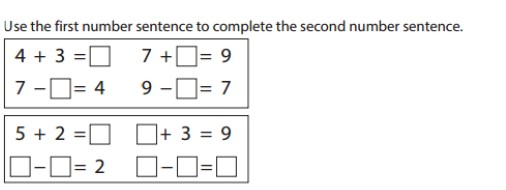 Use the first number sentence to complete the second number sentence.
4 + 3 = □ 7 + □ = 9
7 − □ = 4 9 − □ = 7
5 + 2 = □ □ + 3 = 9
□ − □ = 2 □ − □ = □